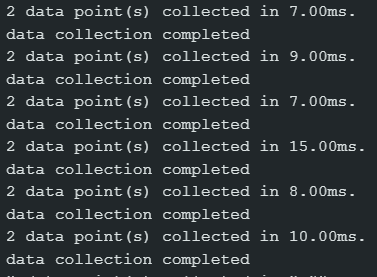 2 data point(s) collected in 7.00ms.
data collection completed
2 data point(s) collected in 9.00ms.
data collection completed
2 data point(s) collected in 7.00ms.
data collection completed
2 data point(s) collected in 15.00ms.
data collection completed
2 data point(s) collected in 8.00ms.
data collection completed
2 data point(s) collected in 10.00ms.
data collection completed